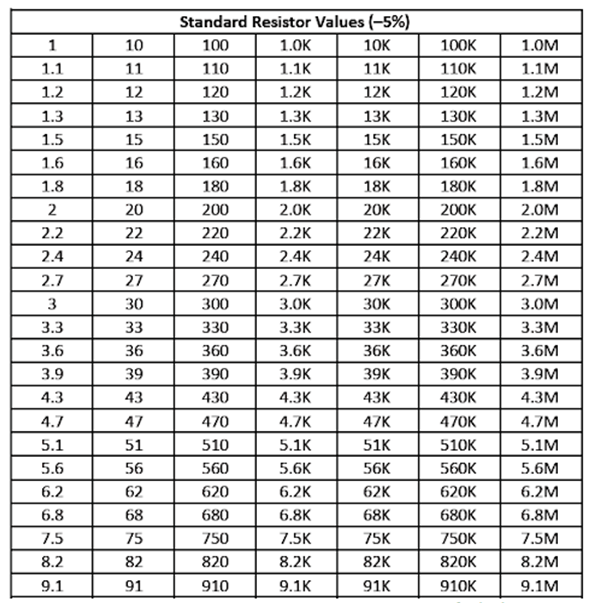 Standard Resistor Values (–5%)
1 10 100 1.0K 10K 100K 1.0M
1.1 11 110 1.1K 11K 110K 1.1M
1.2 12 120 1.2K 12K 120K 1.2M
1.3 13 130 1.3K 13K 130K 1.3M
1.5 15 150 1.5K 15K 150K 1.5M
1.6 16 160 1.6K 16K 160K 1.6M
1.8 18 180 1.8K 18K 180K 1.8M
2 20 200 2.0K 20K 200K 2.0M
2.2 22 220 2.2K 22K 220K 2.2M
2.4 24 240 2.4K 24K 240K 2.4M
2.7 27 270 2.7K 27K 270K 2.7M
3 30 300 3.0K 30K 300K 3.0M
3.3 33 330 3.3K 33K 330K 3.3M
3.6 36 360 3.6K 36K 360K 3.6M
3.9 39 390 3.9K 39K 390K 3.9M
4.3 43 430 4.3K 43K 430K 4.3M
4.7 47 470 4.7K 47K 470K 4.7M
5.1 51 510 5.1K 51K 510K 5.1M
5.6 56 560 5.6K 56K 560K 5.6M
6.2 62 620 6.2K 62K 620K 6.2M
6.8 68 680 6.8K 68K 680K 6.8M
7.5 75 750 7.5K 75K 750K 7.5M
8.2 82 820 8.2K 82K 820K 8.2M
9.1 91 910 9.1K 91K 910K 9.1M